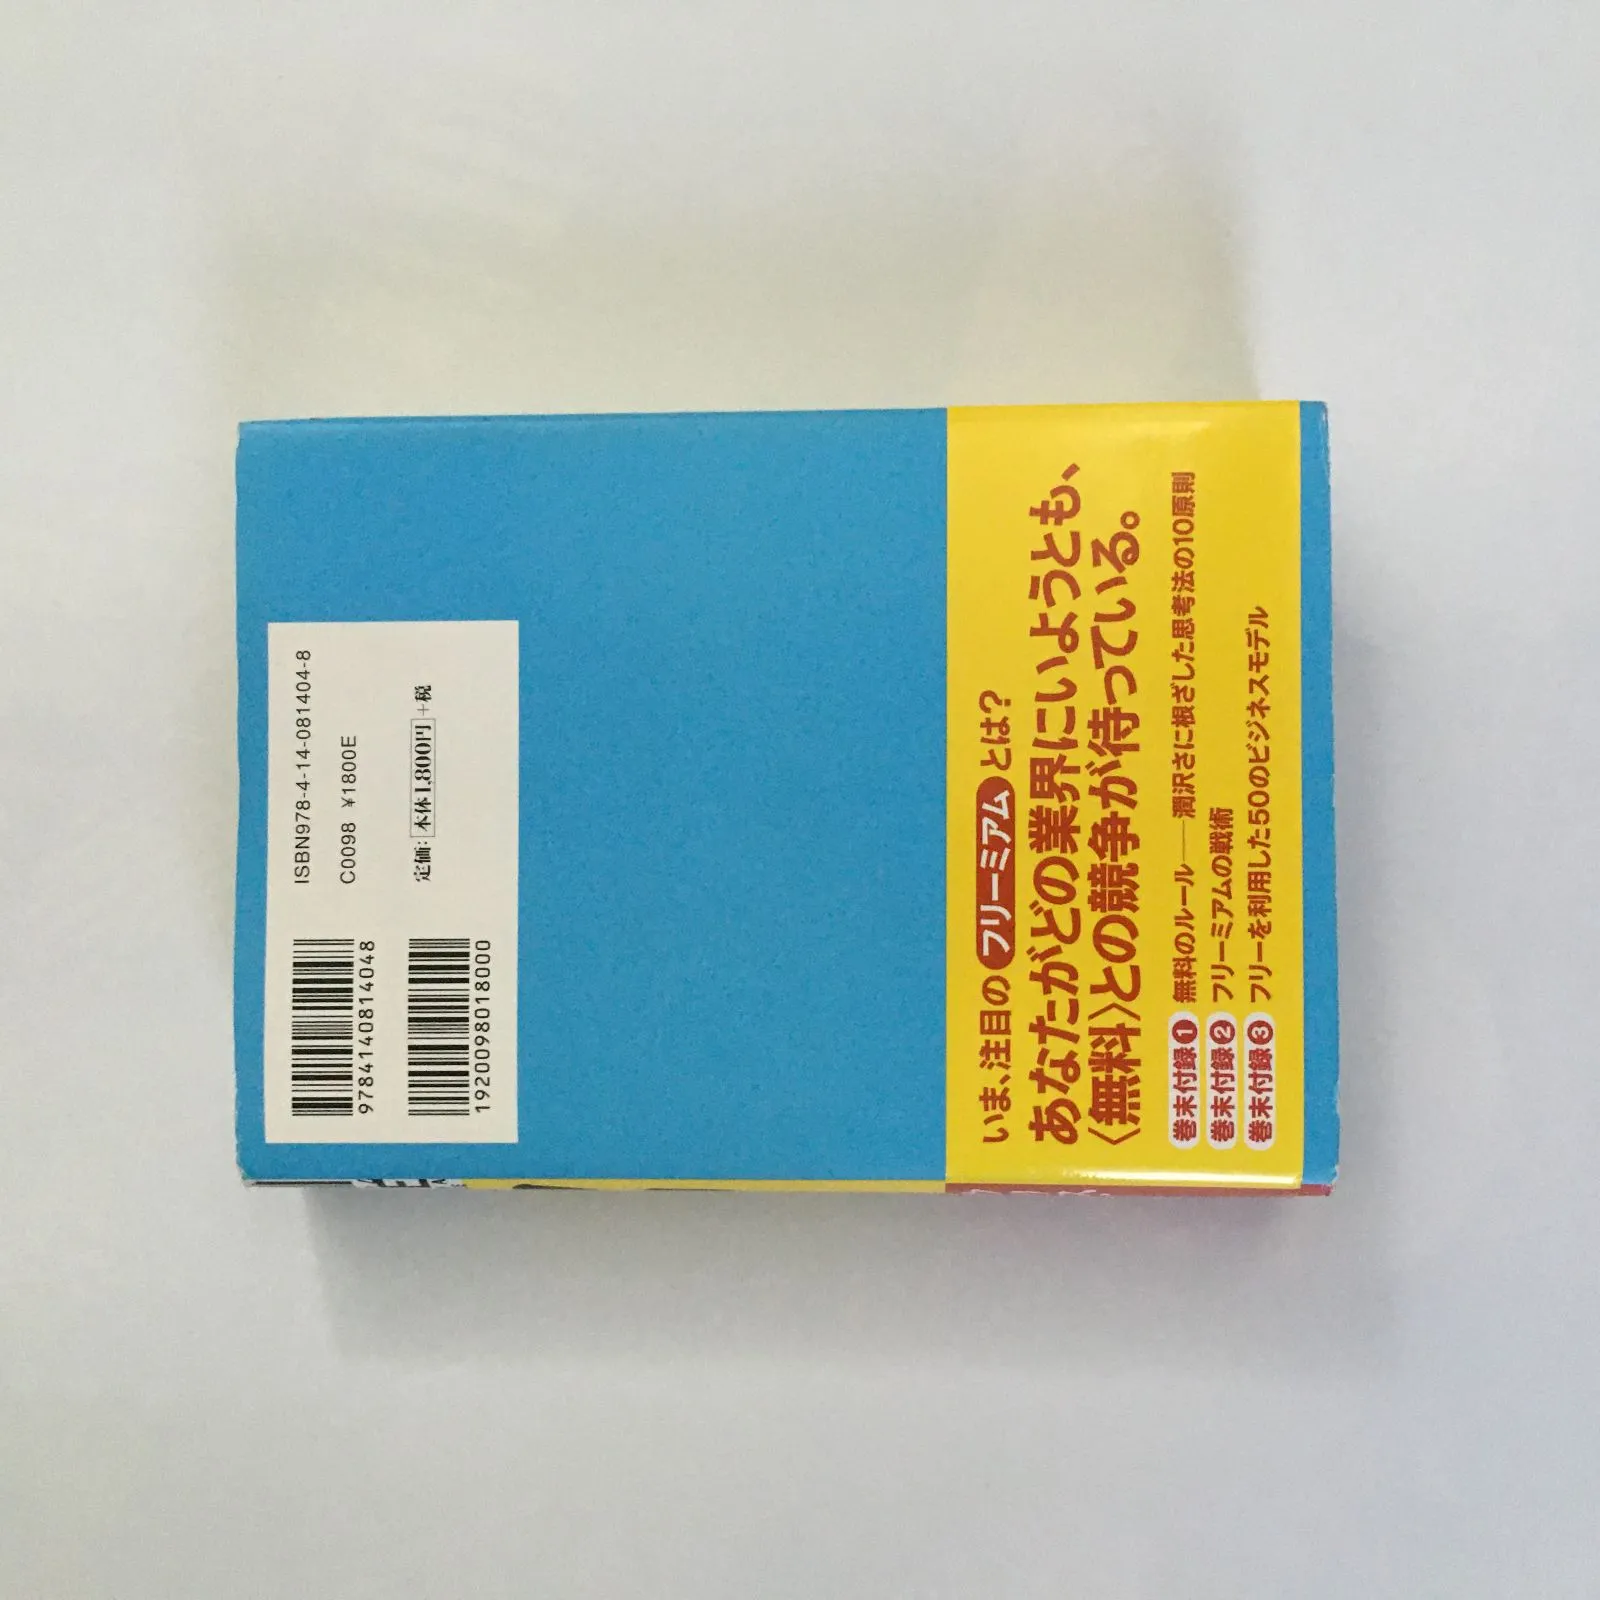 ISBN978-4-14-081404-8
C0098 ¥1800E
定価:本体1,800円+税
9784140814048
1920098018000
いま、注目のフリーミアムとは?
あなたがどの業界にいようとも、
〈無料〉との競争が待っている。
巻末付録1 無料のルール——潤沢さに根ざした思考法の10原則
巻末付録2 フリーミアムの戦術
巻末付録3 フリーを利用した50のビジネスモデル